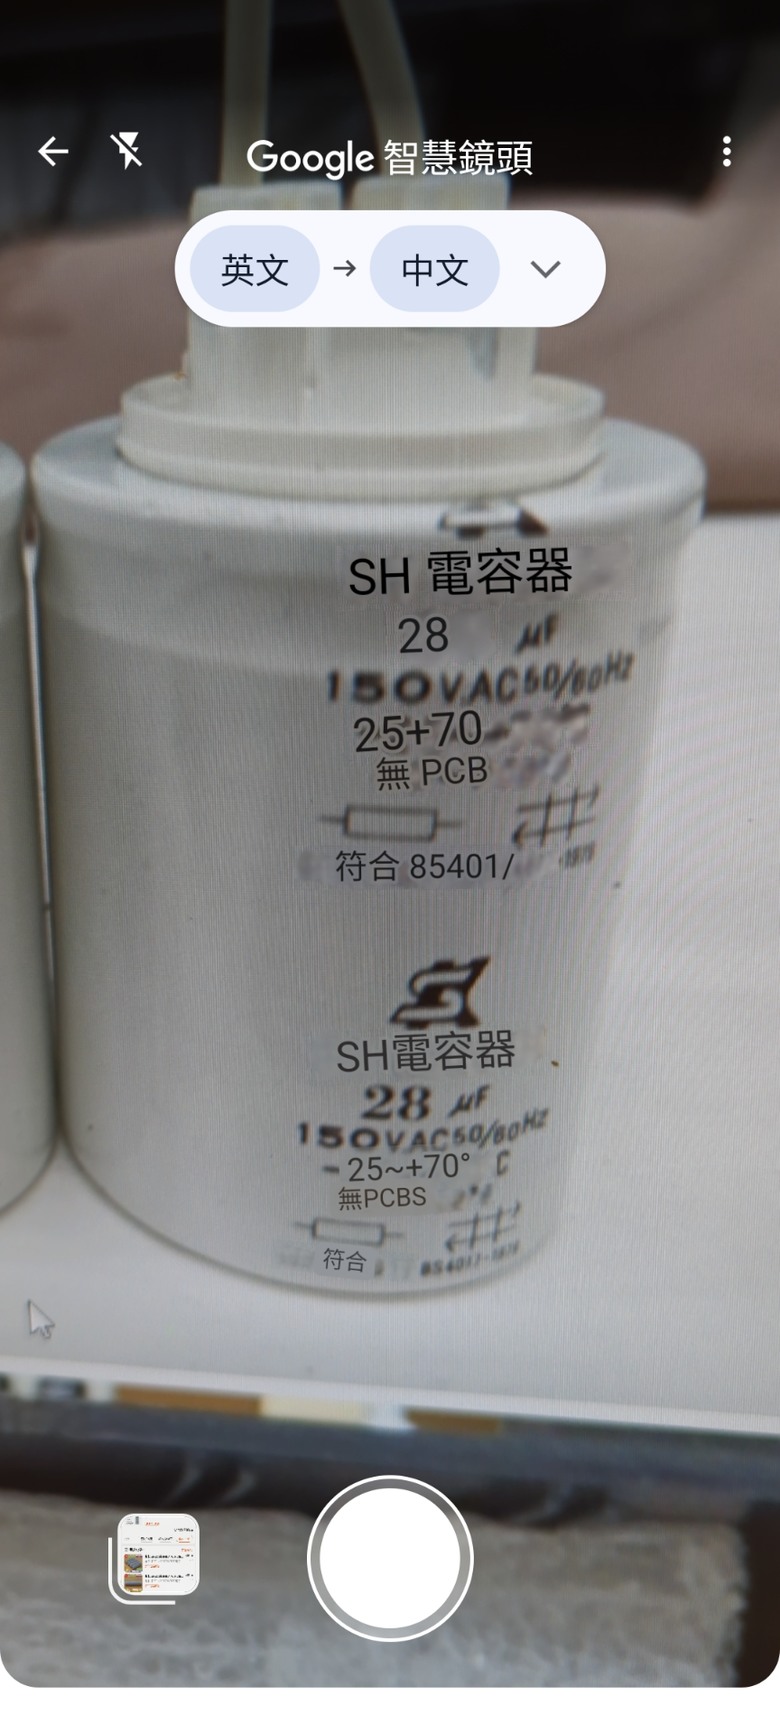 Google 智慧鏡頭
英文 → 中文
SH 電容器
28 μF
150VAC50/60Hz
25+70
無 PCB
符合 85401/
SH電容器
28 μF
150VAC50/60Hz
-25~+70° C
無PCBS
符合